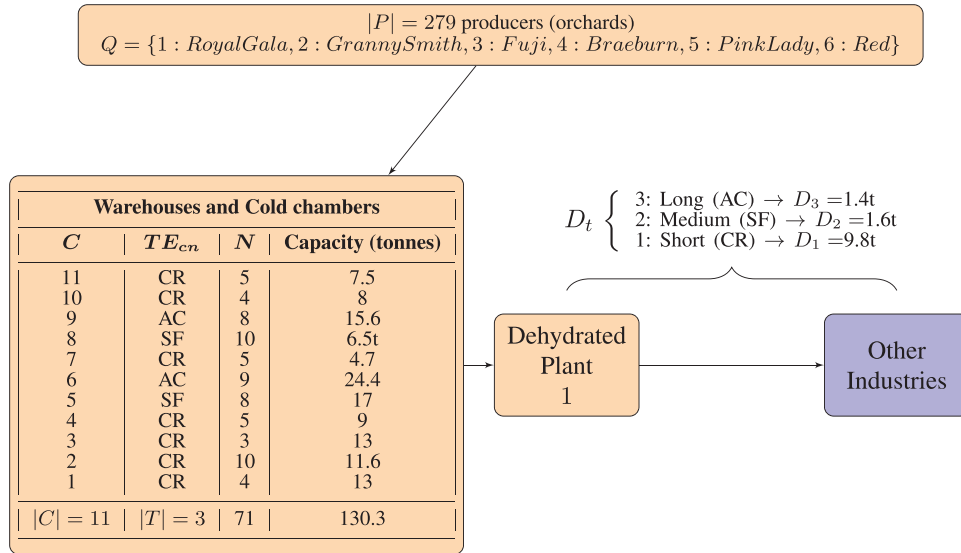 |P| = 279 producers (orchards)
Q = {1 : RoyalGala, 2 : GrannySmith, 3 : Fuji, 4 : Braeburn, 5 : PinkLady, 6 : Red}
Warehouses and Cold chambers
C TE_{cn} N Capacity (tonnes)
11 CR 5 7.5
10 CR 4 8
9 AC 8 15.6
8 SF 10 6.5t
7 CR 5 4.7
6 AC 9 24.4
5 SF 8 17
4 CR 5 9
3 CR 3 13
2 CR 10 11.6
1 CR 4 13
|C| = 11 |T| = 3 71 130.3
D_t {
3: Long (AC) → D_3 =1.4t
2: Medium (SF) → D_2 =1.6t
1: Short (CR) → D_1 =9.8t
Dehydrated
Plant
1
Other
Industries